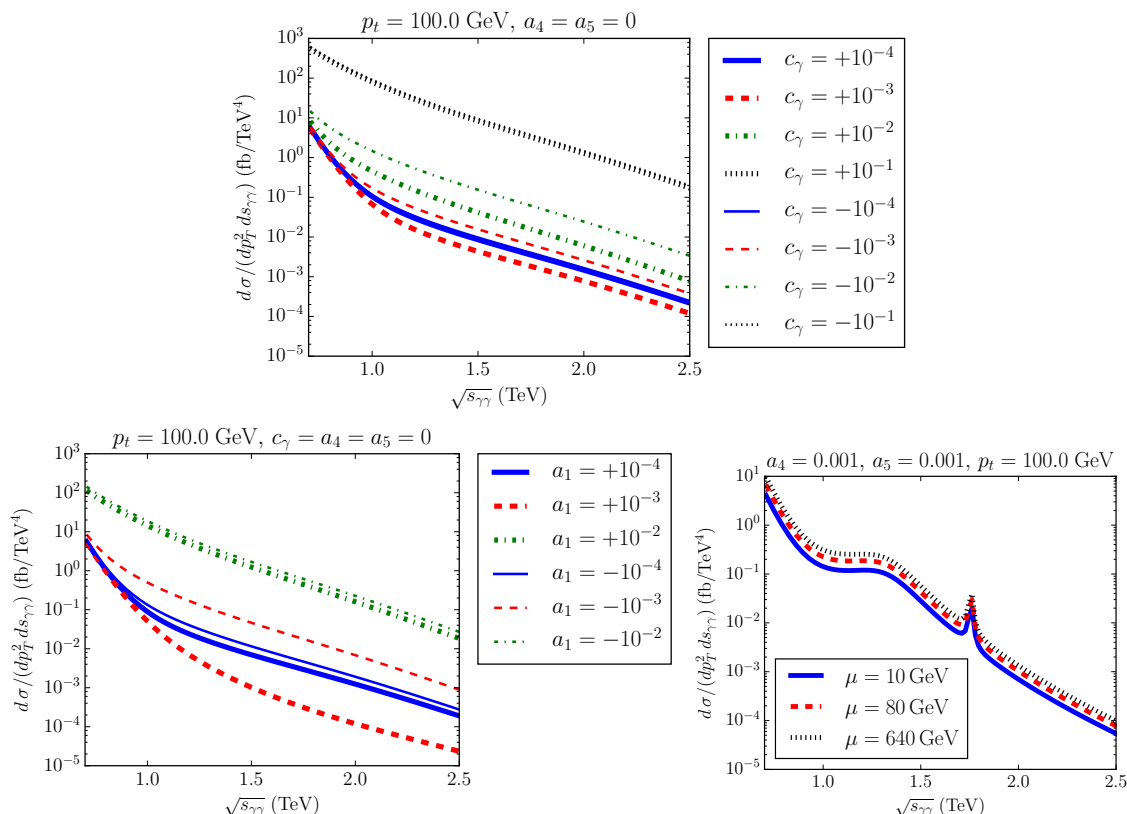 p_t = 100.0 GeV, a_4 = a_5 = 0
dσ/(dp_T^2 ds_γγ) (fb/TeV^4)
10^3
10^2
10^1
10^0
10^-1
10^-2
10^-3
10^-4
10^-5
1.0 1.5 2.0 2.5
√s_γγ (TeV)
c_γ = +10^-4
c_γ = +10^-3
c_γ = +10^-2
c_γ = +10^-1
c_γ = −10^-4
c_γ = −10^-3
c_γ = −10^-2
c_γ = −10^-1
p_t = 100.0 GeV, c_γ = a_4 = a_5 = 0
dσ/(dp_T^2 ds_γγ) (fb/TeV^4)
10^3
10^2
10^1
10^0
10^-1
10^-2
10^-3
10^-4
10^-5
1.0 1.5 2.0 2.5
√s_γγ (TeV)
a_1 = +10^-4
a_1 = +10^-3
a_1 = +10^-2
a_1 = −10^-4
a_1 = −10^-3
a_1 = −10^-2
a_4 = 0.001, a_5 = 0.001, p_t = 100.0 GeV
dσ/(dp_T^2 ds_γγ) (fb/TeV^4)
10^1
10^0
10^-1
10^-2
10^-3
10^-4
10^-5
μ = 10 GeV
μ = 80 GeV
μ = 640 GeV
1.0 1.5 2.0 2.5
√s_γγ (TeV)